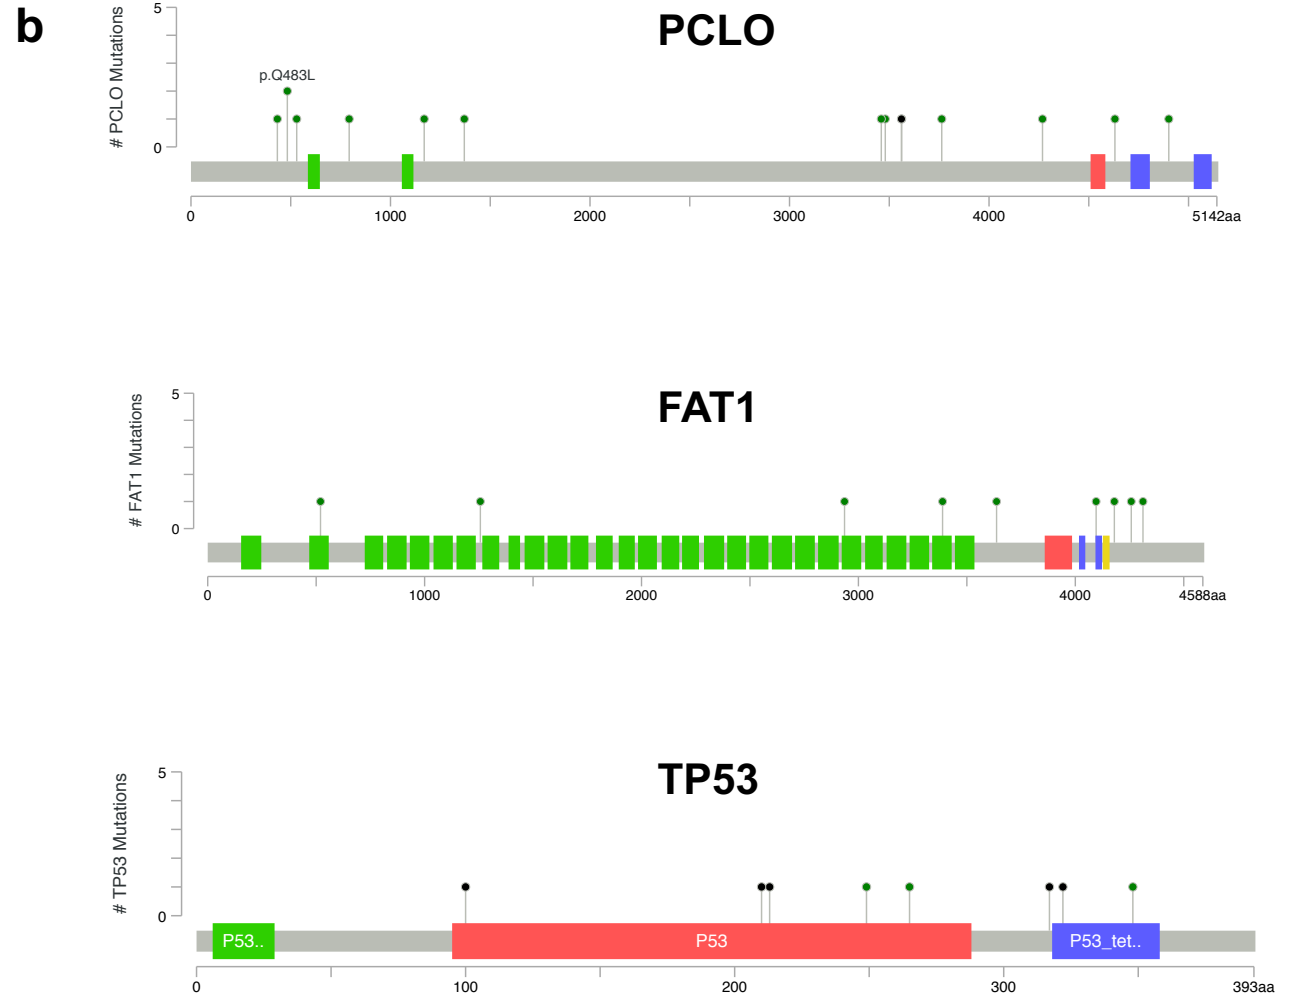 b
PCLO
# PCLO Mutations
5
0
p.Q483L
0 1000 2000 3000 4000 5142aa
FAT1
# FAT1 Mutations
5
0
0 1000 2000 3000 4000 4588aa
TP53
# TP53 Mutations
5
0
P53.. P53 P53_tet..
0 100 200 300 393aa